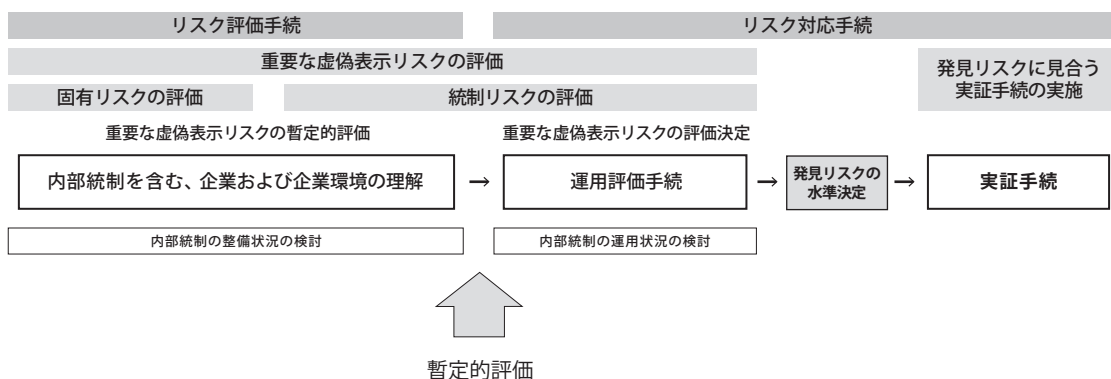 リスク評価手続
リスク対応手続
重要な虚偽表示リスクの評価
発見リスクに見合う
実証手続の実施
固有リスクの評価
統制リスクの評価
重要な虚偽表示リスクの暫定的評価
重要な虚偽表示リスクの評価決定
内部統制を含む、企業および企業環境の理解
→
運用評価手続
→
発見リスクの
水準決定
→
実証手続
内部統制の整備状況の検討
内部統制の運用状況の検討
暫定的評価